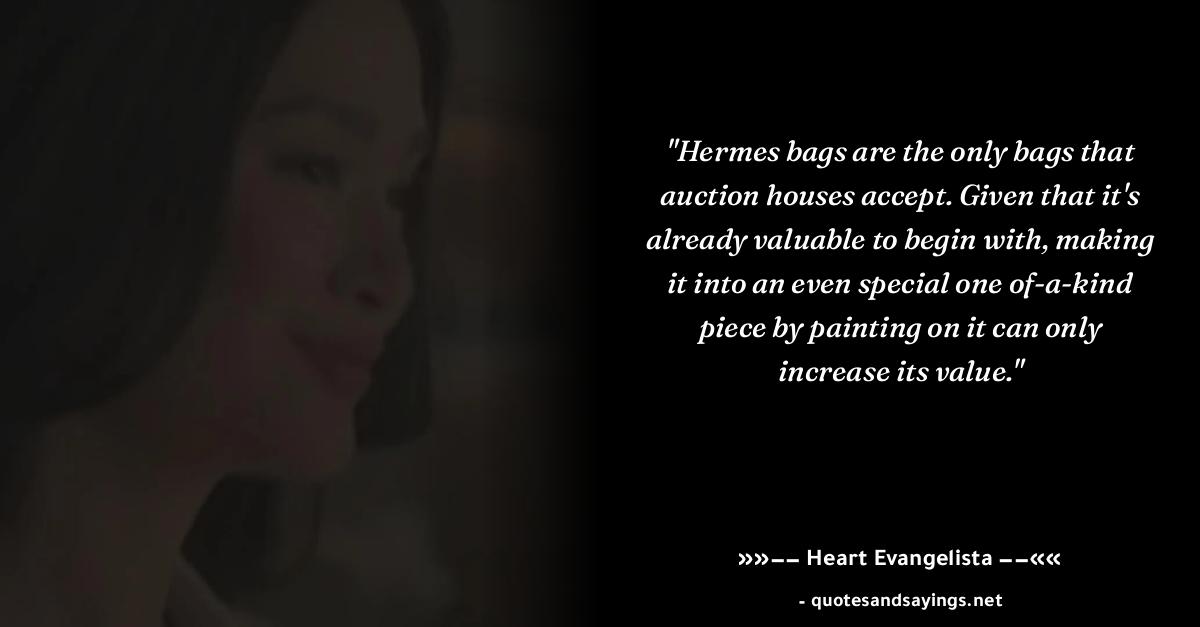 "Hermes bags are the only bags that
auction houses accept. Given that it's
already valuable to begin with, making
it into an even special one of-a-kind
piece by painting on it can only
increase its value."
»»–– Heart Evangelista ––««
- quotesandsayings.net